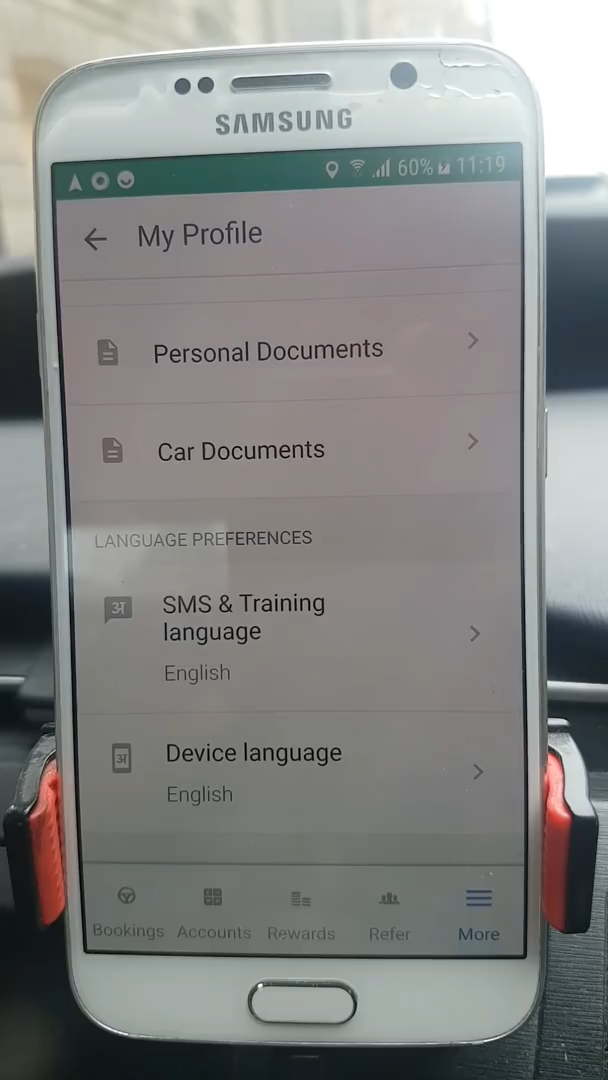 SAMSUNG
60% 11:19
My Profile
Personal Documents
Car Documents
LANGUAGE PREFERENCES
अ
SMS & Training
language
English
अ
Device language
English
Bookings Accounts Rewards Refer More